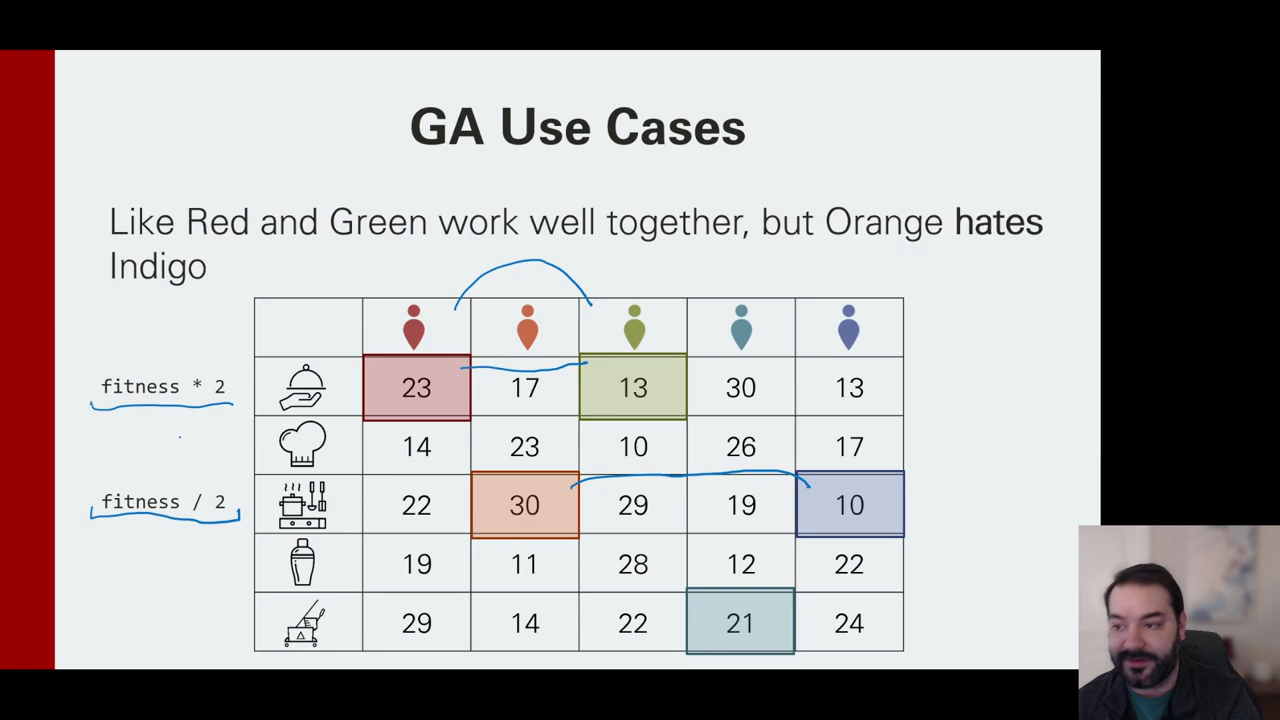 GA Use Cases
Like Red and Green work well together, but Orange hates
Indigo
fitness * 2
23 17 13 30 13
14 23 10 26 17
fitness / 2
22 30 29 19 10
19 11 28 12 22
29 14 22 21 24